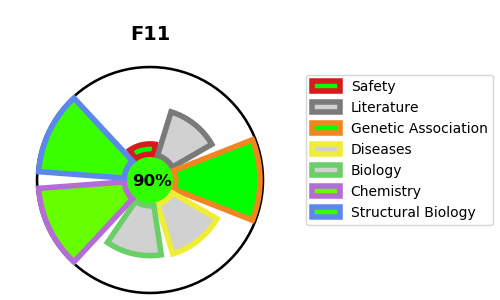 F11
90%
Safety
Literature
Genetic Association
Diseases
Biology
Chemistry
Structural Biology